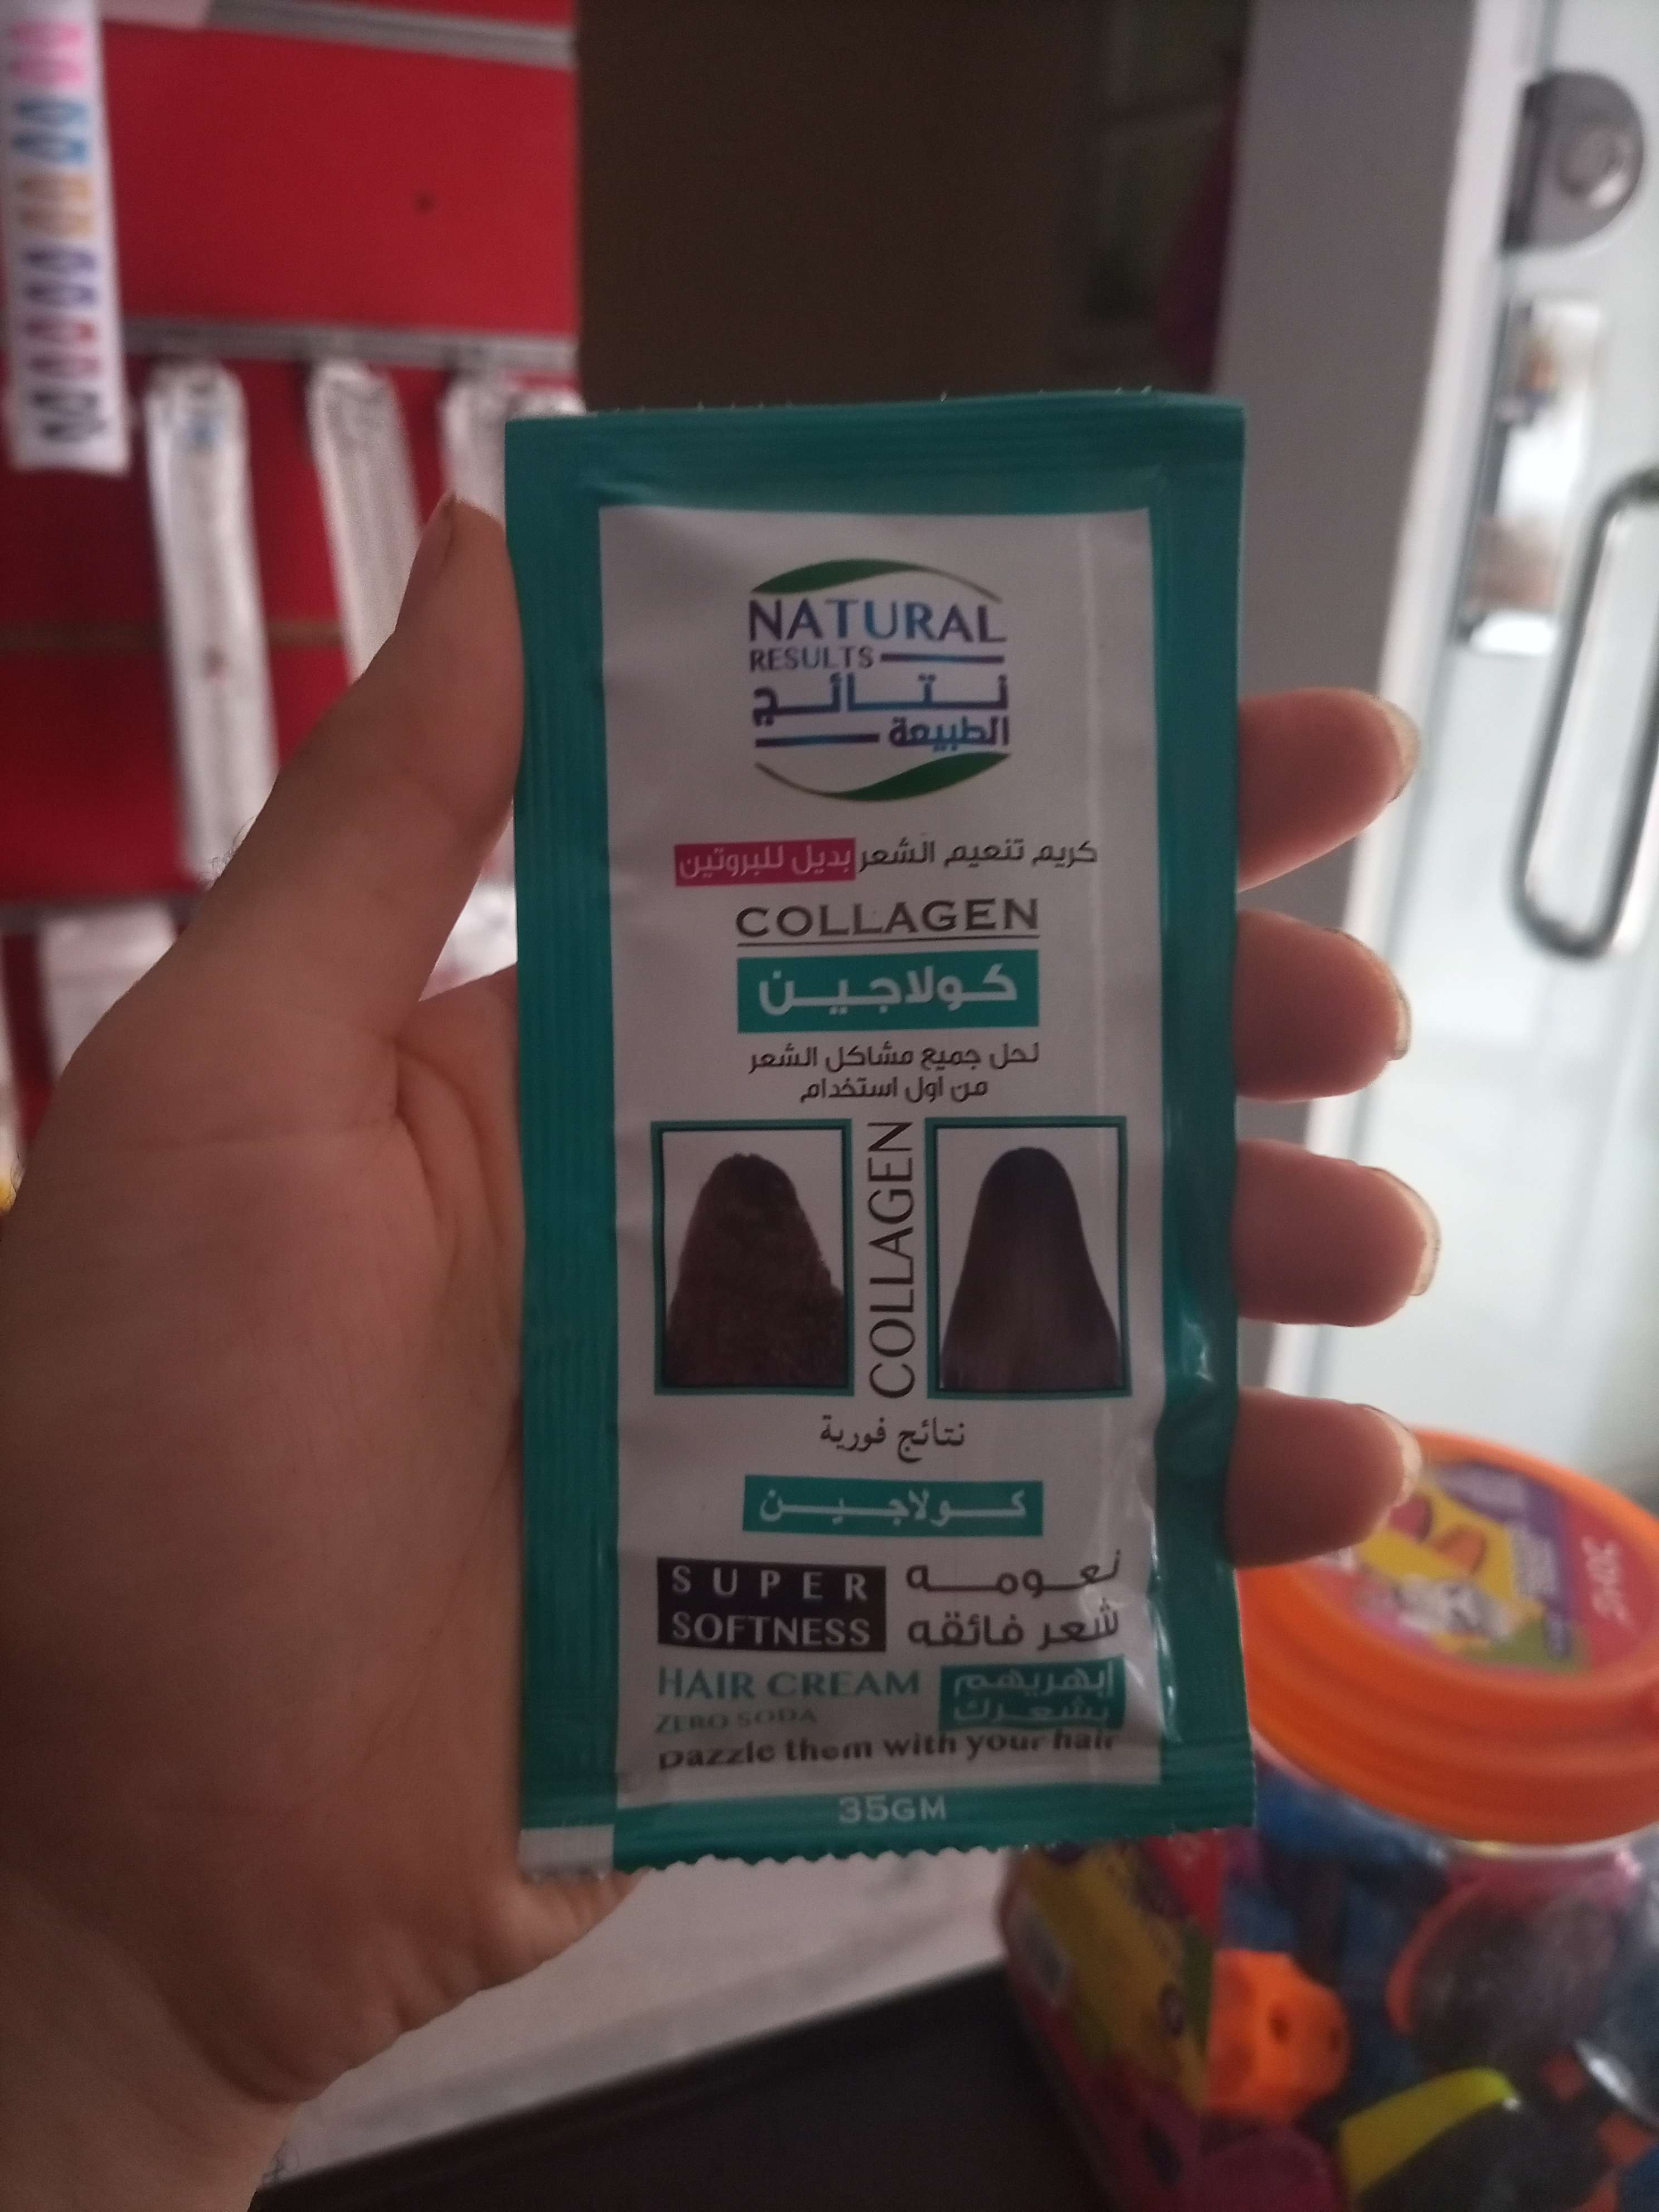 NATURAL
RESULTS
نتائج
الطبيعة
كريم تنعيم الشعر بديل للبروتين
COLLAGEN
كولاجين
لحل جميع مشاكل الشعر
من اول استخدام
COLLAGEN
نتائج فورية
كولاجين
SUPER
SOFTNESS
نعومه
شعر فائقه
HAIR CREAM
ZERO SODA
إبهريهم
بشعرك
Dazzle them with your hair
35GM